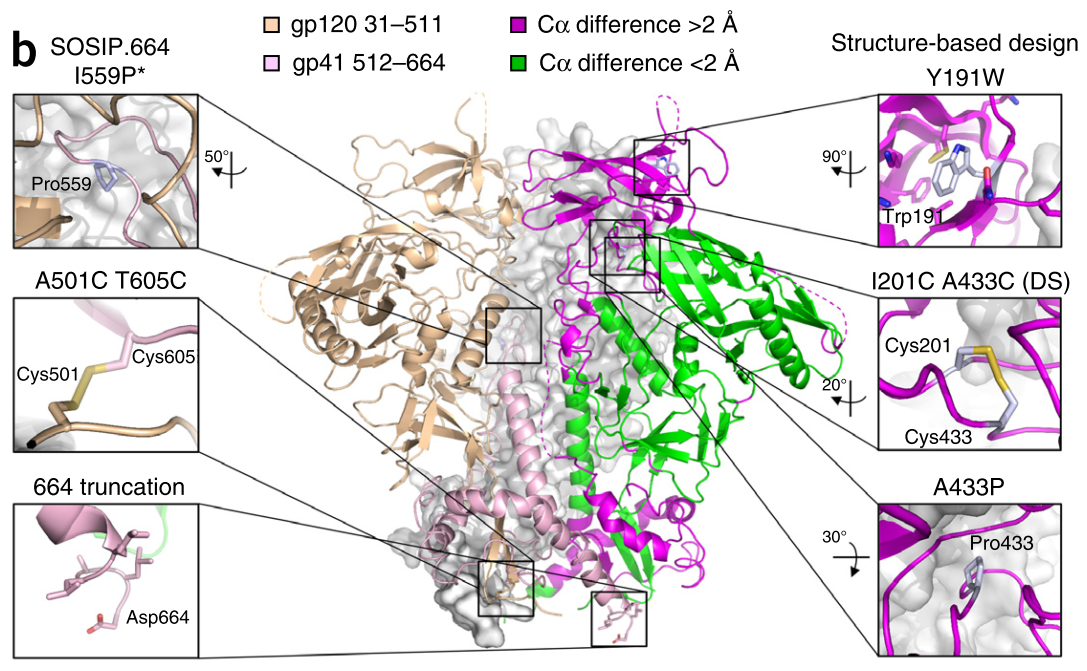 b
SOSIP.664
I559P*
gp120 31–511
gp41 512–664
Cα difference >2 Å
Cα difference <2 Å
Structure-based design
Y191W
Pro559
50°
90°
Trp191
A501C T605C
I201C A433C (DS)
Cys605
Cys501
Cys201
20°
Cys433
664 truncation
A433P
30°
Pro433
Asp664